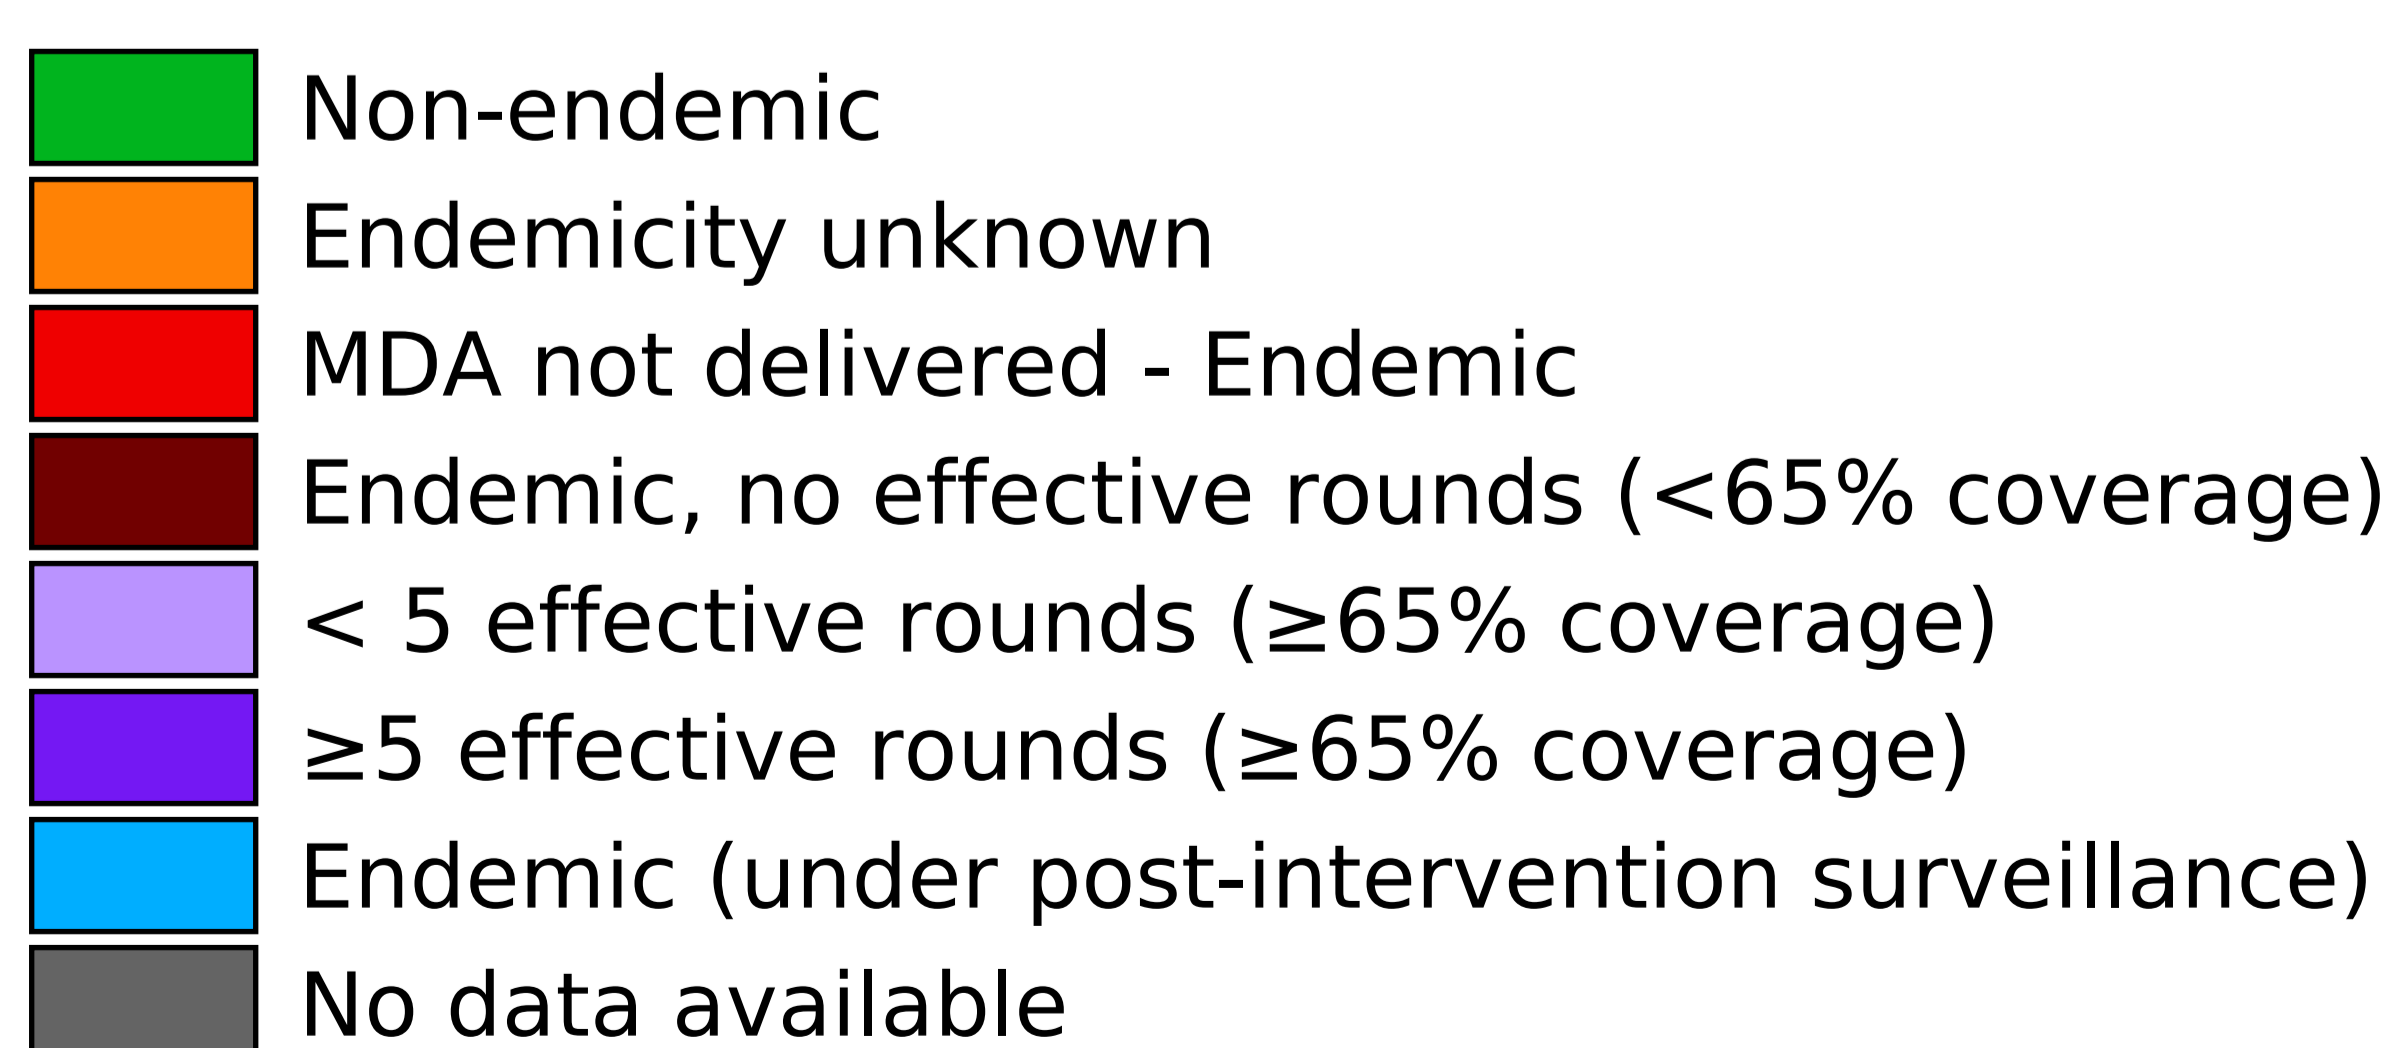 Non-endemic
Endemicity unknown
MDA not delivered - Endemic
Endemic, no effective rounds (<65% coverage)
< 5 effective rounds (≥65% coverage)
≥5 effective rounds (≥65% coverage)
Endemic (under post-intervention surveillance)
No data available